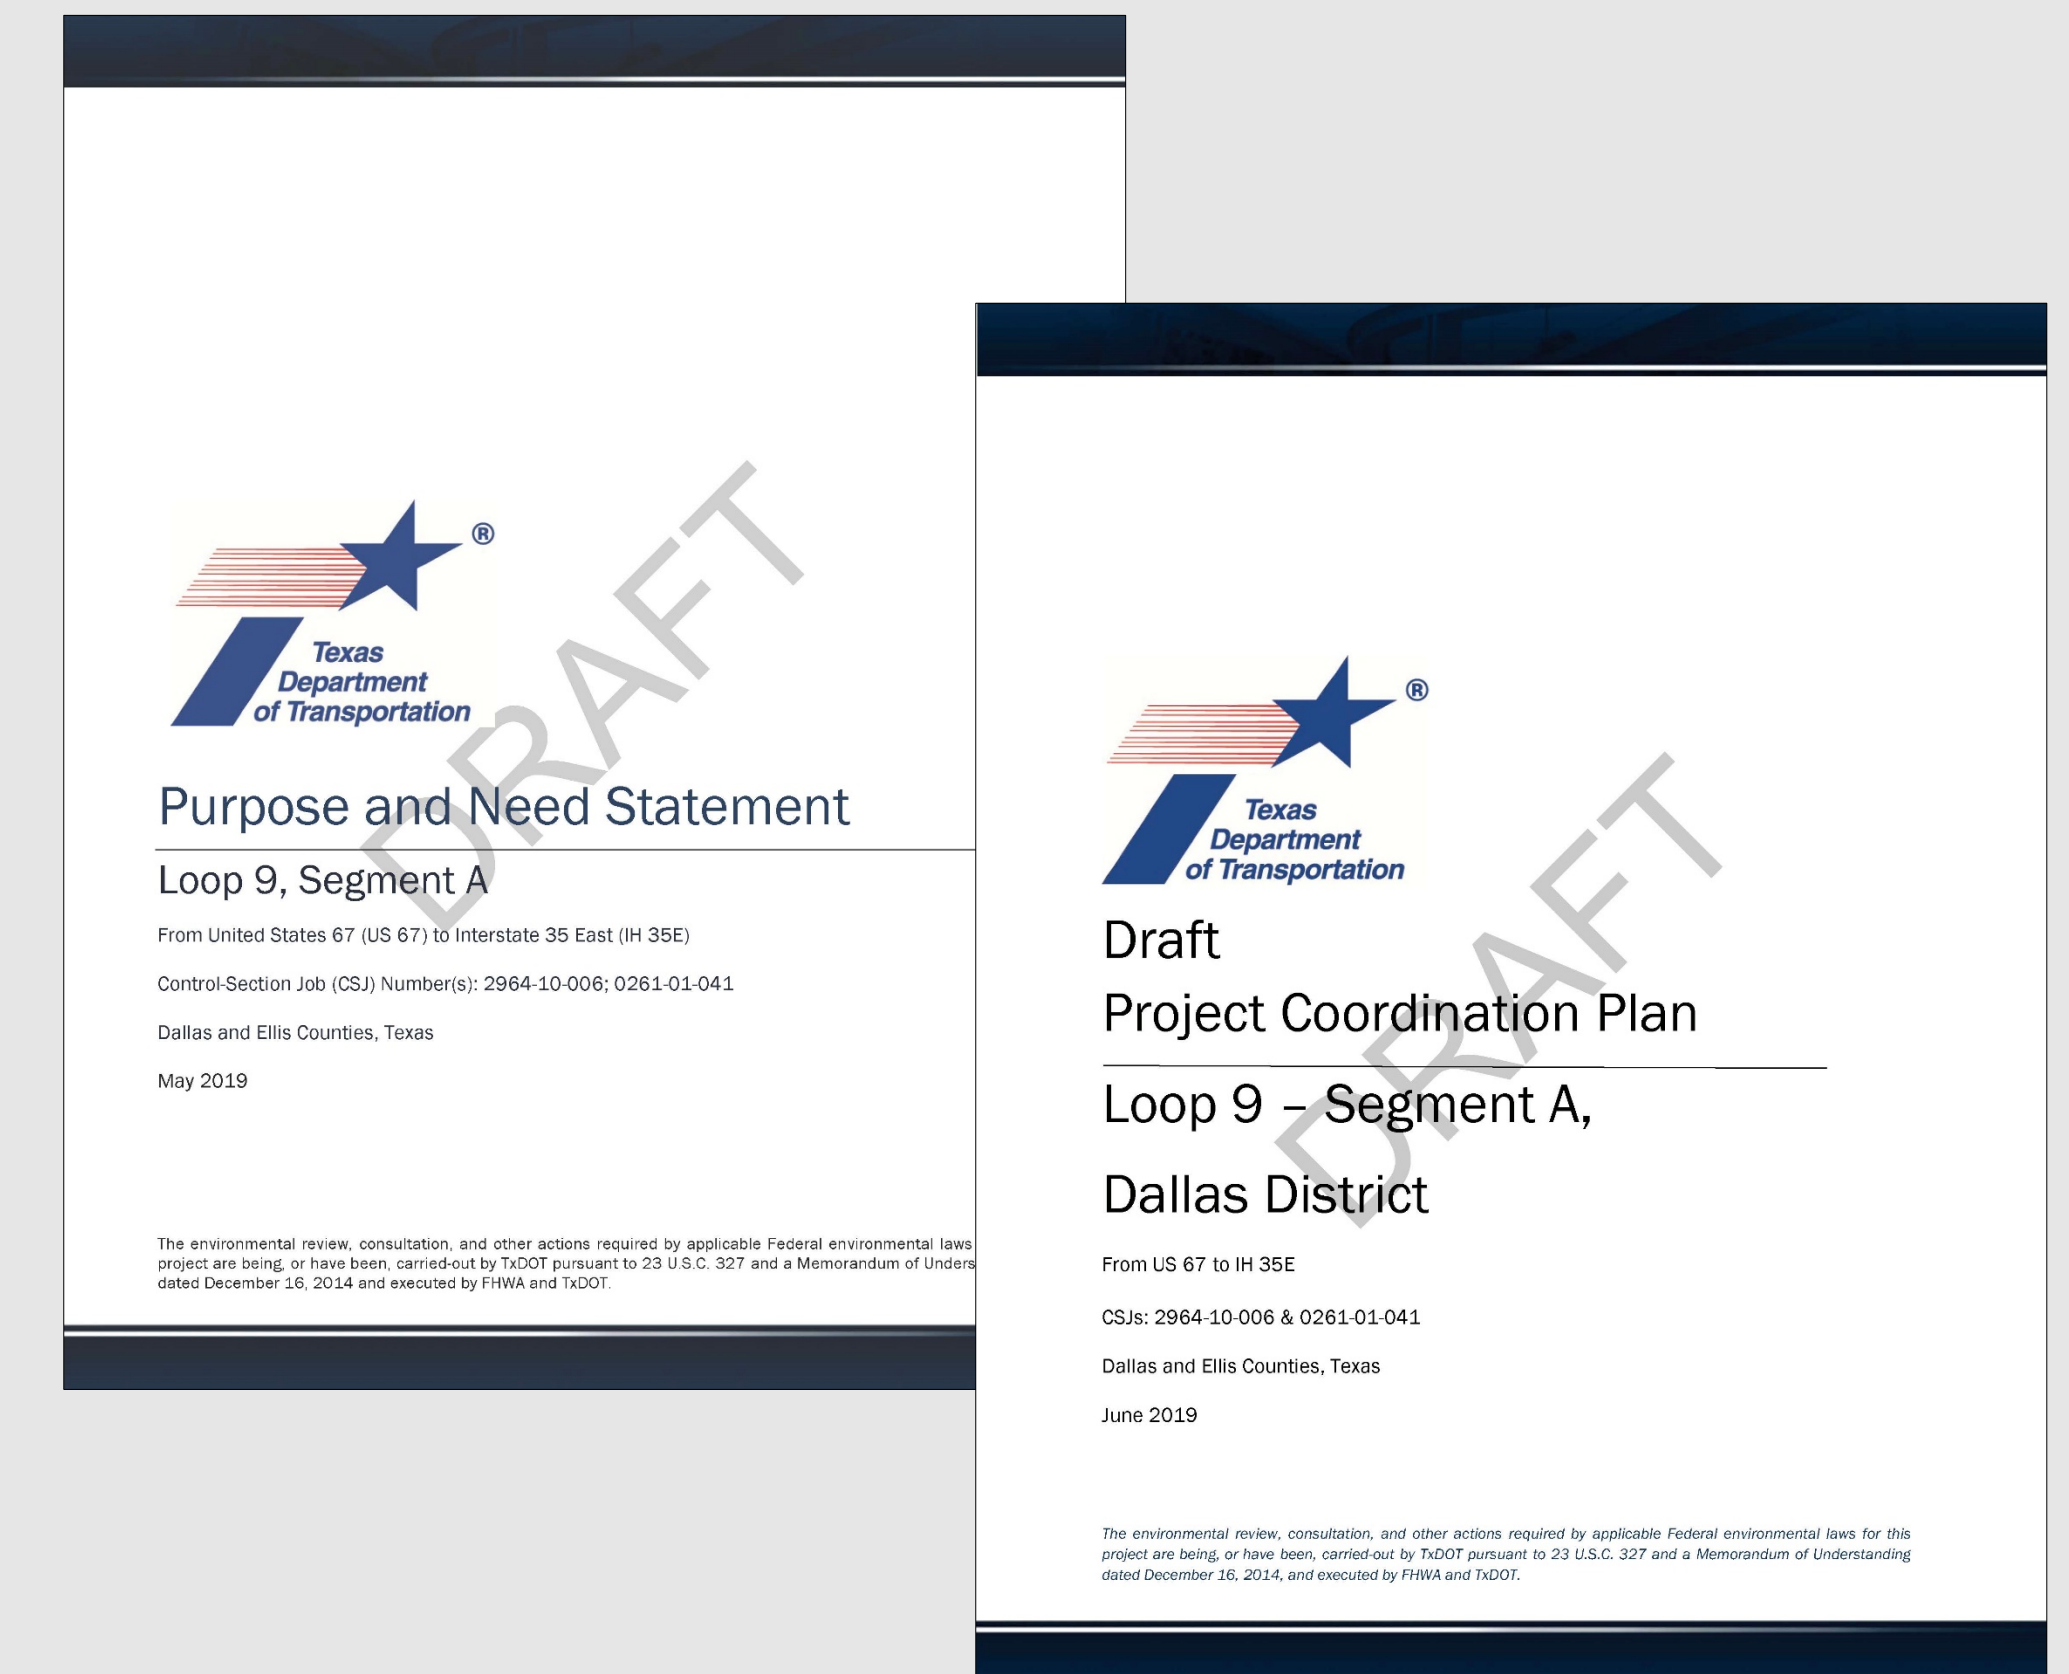 ®
Texas
Department
of Transportation
DRAFT
Purpose and Need Statement
Loop 9, Segment A
From United States 67 (US 67) to Interstate 35 East (IH 35E)
Control-Section Job (CSJ) Number(s): 2964-10-006; 0261-01-041
Dallas and Ellis Counties, Texas
May 2019
The environmental review, consultation, and other actions required by applicable Federal environmental laws
project are being, or have been, carried-out by TxDOT pursuant to 23 U.S.C. 327 and a Memorandum of Unders
dated December 16, 2014 and executed by FHWA and TxDOT.
®
Texas
Department
of Transportation
DRAFT
Draft
Project Coordination Plan
Loop 9 – Segment A,
Dallas District
From US 67 to IH 35E
CSJs: 2964-10-006 & 0261-01-041
Dallas and Ellis Counties, Texas
June 2019
The environmental review, consultation, and other actions required by applicable Federal environmental laws for this
project are being, or have been, carried-out by TxDOT pursuant to 23 U.S.C. 327 and a Memorandum of Understanding
dated December 16, 2014, and executed by FHWA and TxDOT.